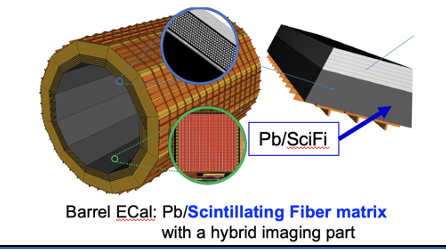 Pb/SciFi
Barrel ECal: Pb/Scintillating Fiber matrix
with a hybrid imaging part